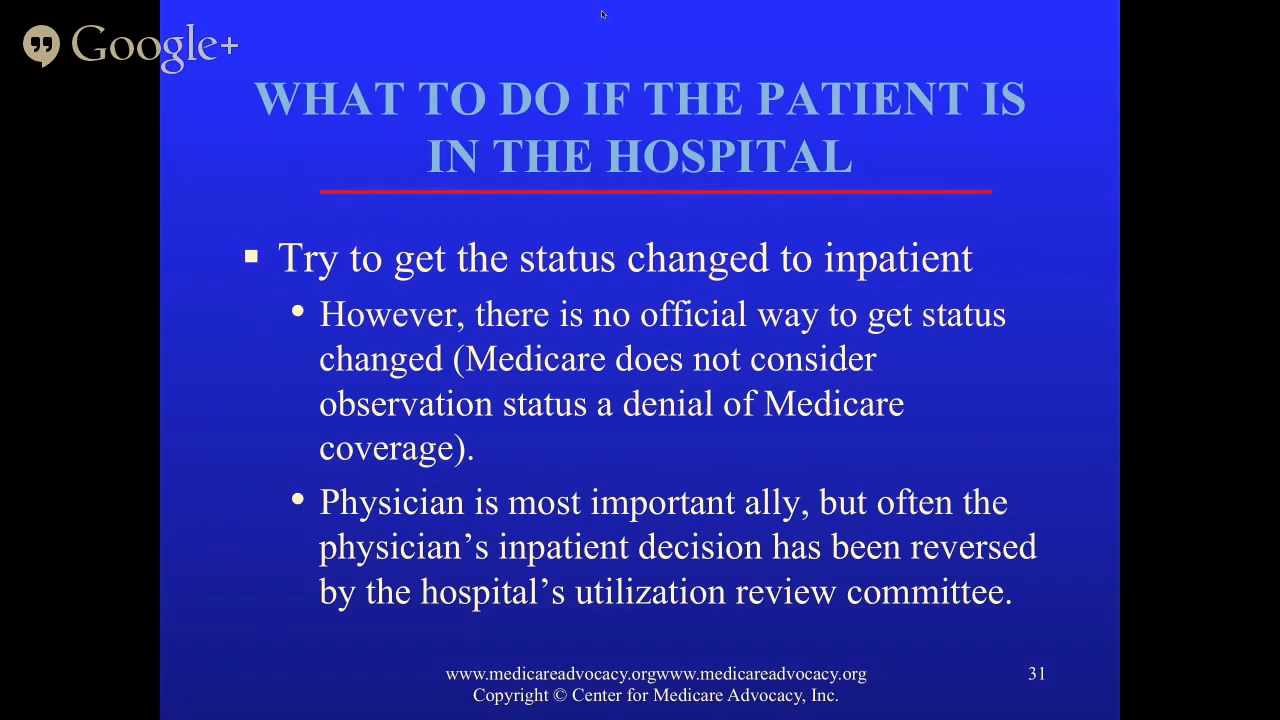 Google+
WHAT TO DO IF THE PATIENT IS
IN THE HOSPITAL
▪ Try to get the status changed to inpatient
• However, there is no official way to get status
changed (Medicare does not consider
observation status a denial of Medicare
coverage).
• Physician is most important ally, but often the
physician’s inpatient decision has been reversed
by the hospital’s utilization review committee.
www.medicareadvocacy.orgwww.medicareadvocacy.org
31
Copyright © Center for Medicare Advocacy, Inc.